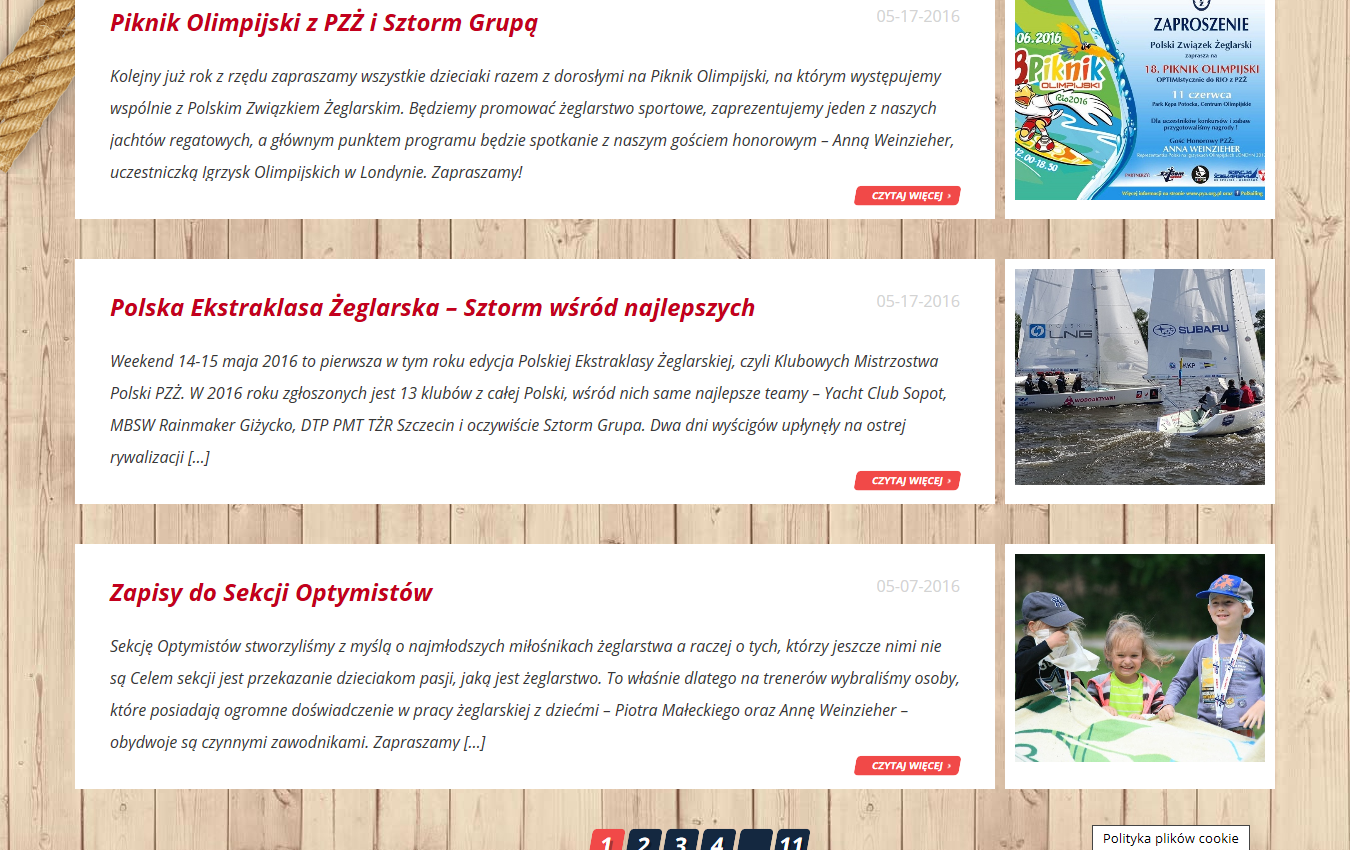 Piknik Olimpijski z PZŻ i Sztorm Grupą
05-17-2016
Kolejny już rok z rzędu zapraszamy wszystkie dzieciaki razem z dorosłymi na Piknik Olimpijski, na którym występujemy
wspólnie z Polskim Związkiem Żeglarskim. Będziemy promować żeglarstwo sportowe, zaprezentujemy jeden z naszych
jachtów regatowych, a głównym punktem programu będzie spotkanie z naszym gościem honorowym – Anną Weinzieher,
uczestniczką Igrzysk Olimpijskich w Londynie. Zapraszamy!
CZYTAJ WIĘCEJ ›
ZAPROSZENIE
Polski Związek Żeglarski
zaprasza na
18. PIKNIK OLIMPIJSKI
OPTIMistycznie do RIO z PZŻ
11 czerwca
Park Kępa Potocka, Centrum Olimpijskie
Dla uczestników konkursów i zabaw
przygotowaliśmy nagrody !
Gość Honorowy PZŻ:
ANNA WEINZIEHER
PARTNERZY:
06.2016
Piknik
OLIMPIJSKI
Rio2016
12.00-18.30
Polska Ekstraklasa Żeglarska – Sztorm wśród najlepszych
05-17-2016
Weekend 14-15 maja 2016 to pierwsza w tym roku edycja Polskiej Ekstraklasy Żeglarskiej, czyli Klubowych Mistrzostwa
Polski PZŻ. W 2016 roku zgłoszonych jest 13 klubów z całej Polski, wśród nich same najlepsze teamy – Yacht Club Sopot,
MBSW Rainmaker Giżycko, DTP PMT TŻR Szczecin i oczywiście Sztorm Grupa. Dwa dni wyścigów upłynęły na ostrej
rywalizacji [...]
CZYTAJ WIĘCEJ ›
LNG
SUBARU
KKP
Zapisy do Sekcji Optymistów
05-07-2016
Sekcję Optymistów stworzyliśmy z myślą o najmłodszych miłośnikach żeglarstwa a raczej o tych, którzy jeszcze nimi nie
są Celem sekcji jest przekazanie dzieciakom pasji, jaką jest żeglarstwo. To właśnie dlatego na trenerów wybraliśmy osoby,
które posiadają ogromne doświadczenie w pracy żeglarskiej z dziećmi – Piotra Małeckiego oraz Annę Weinzieher –
obydwoje są czynnymi zawodnikami. Zapraszamy [...]
CZYTAJ WIĘCEJ ›
1 2 3 4 ... 11
Polityka plików cookie